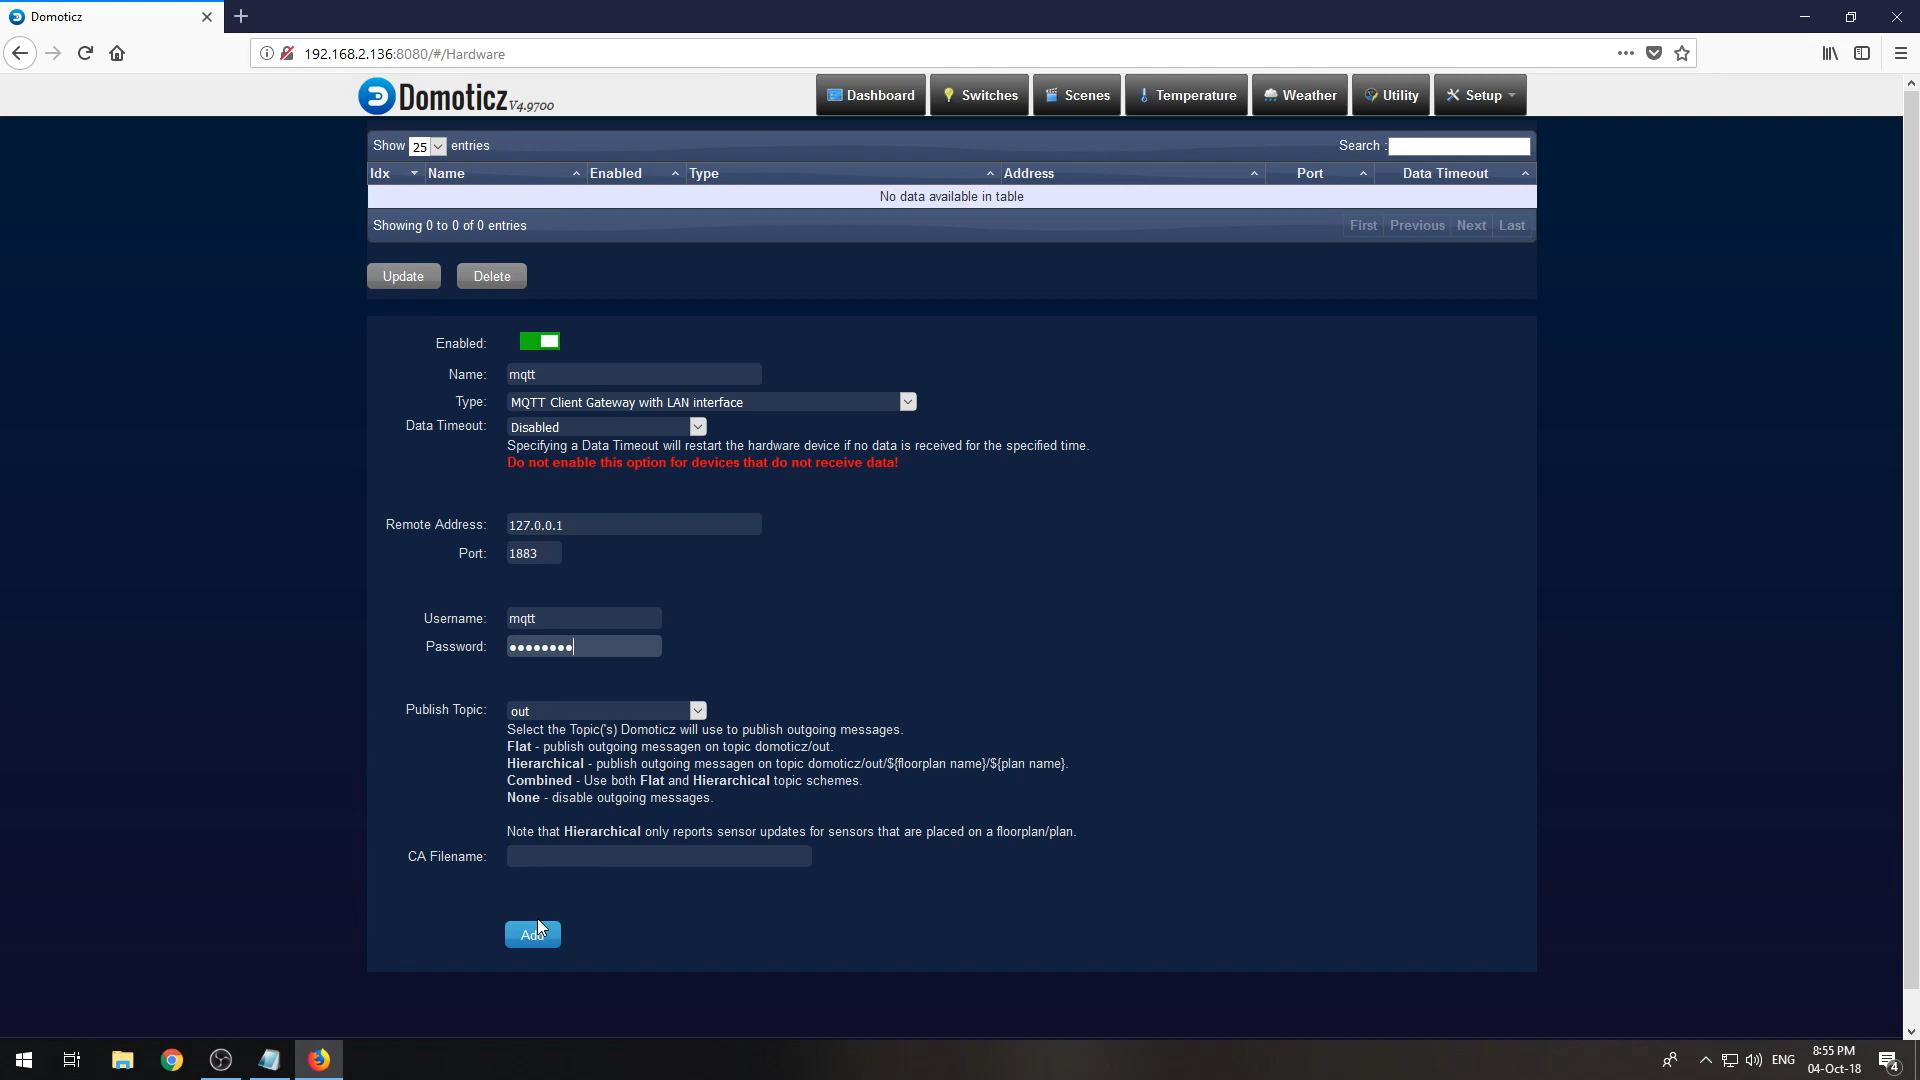 Domoticz
192.168.2.136:8080/#/Hardware
Domoticz V4.9700
Dashboard Switches Scenes Temperature Weather Utility Setup
Show 25 entries Search :
Idx Name Enabled Type Address Port Data Timeout
No data available in table
Showing 0 to 0 of 0 entries First Previous Next Last
Update Delete
Enabled:
Name: mqtt
Type: MQTT Client Gateway with LAN interface
Data Timeout: Disabled
Specifying a Data Timeout will restart the hardware device if no data is received for the specified time.
Do not enable this option for devices that do not receive data!
Remote Address: 127.0.0.1
Port: 1883
Username: mqtt
Password: ●●●●●●●●
Publish Topic: out
Select the Topic('s) Domoticz will use to publish outgoing messages.
Flat - publish outgoing messagen on topic domoticz/out.
Hierarchical - publish outgoing messagen on topic domoticz/out/${floorplan name}/${plan name}.
Combined - Use both Flat and Hierarchical topic schemes.
None - disable outgoing messages.
Note that Hierarchical only reports sensor updates for sensors that are placed on a floorplan/plan.
CA Filename:
Add
ENG 8:55 PM
04-Oct-18 4